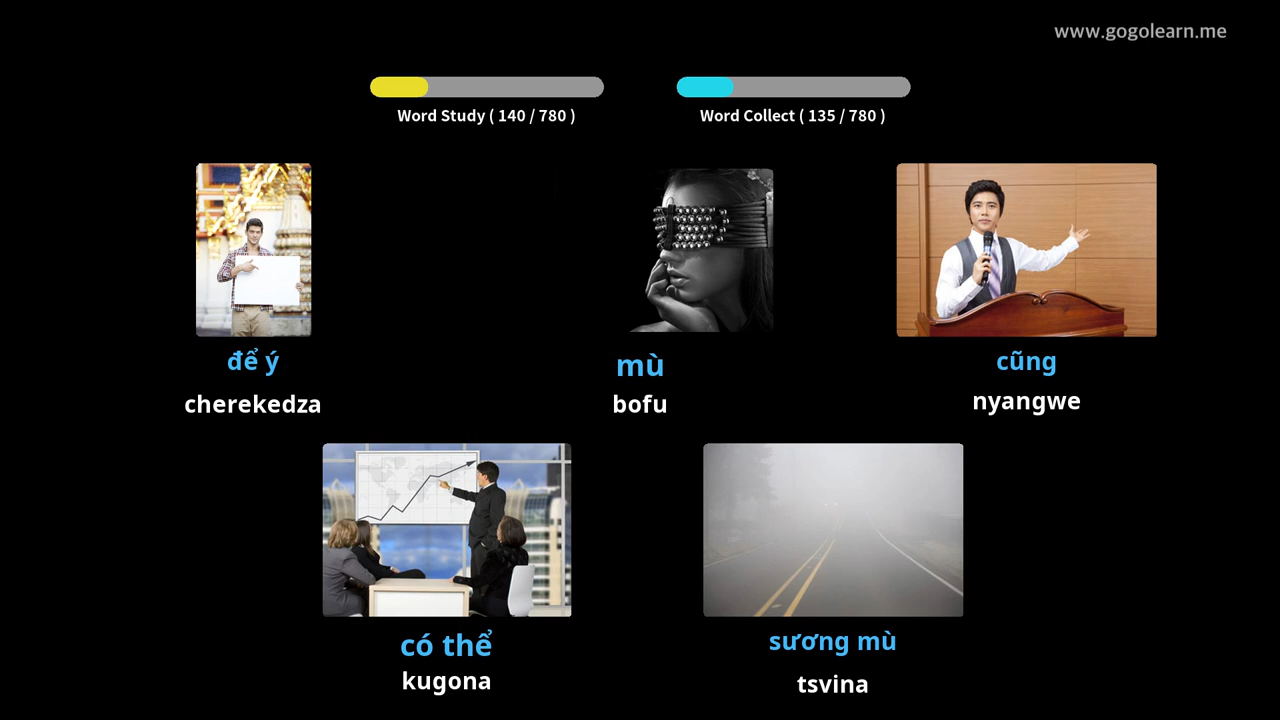 www.gogolearn.me
Word Study ( 140 / 780 )
Word Collect ( 135 / 780 )
để ý
cherekedza
mù
bofu
cũng
nyangwe
có thể
kugona
sương mù
tsvina